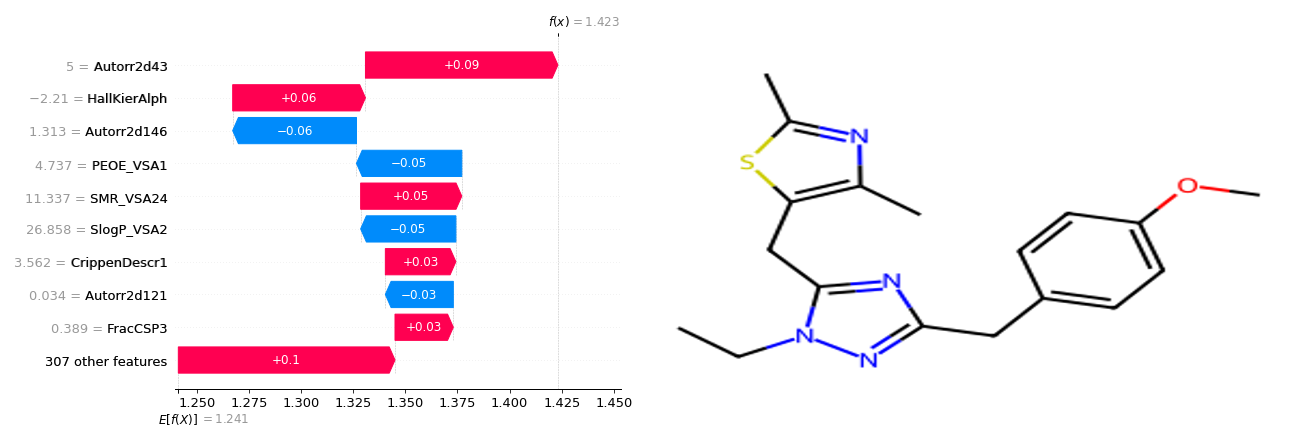 f(x) = 1.423
5 = Autorr2d43
+0.09
−2.21 = HallKierAlph
+0.06
1.313 = Autorr2d146
−0.06
4.737 = PEOE_VSA1
−0.05
11.337 = SMR_VSA24
+0.05
26.858 = SlogP_VSA2
−0.05
3.562 = CrippenDescr1
+0.03
0.034 = Autorr2d121
−0.03
0.389 = FracCSP3
+0.03
307 other features
+0.1
1.250 1.275 1.300 1.325 1.350 1.375 1.400 1.425 1.450
E[f(X)] = 1.241
N
S
O
N
N
N